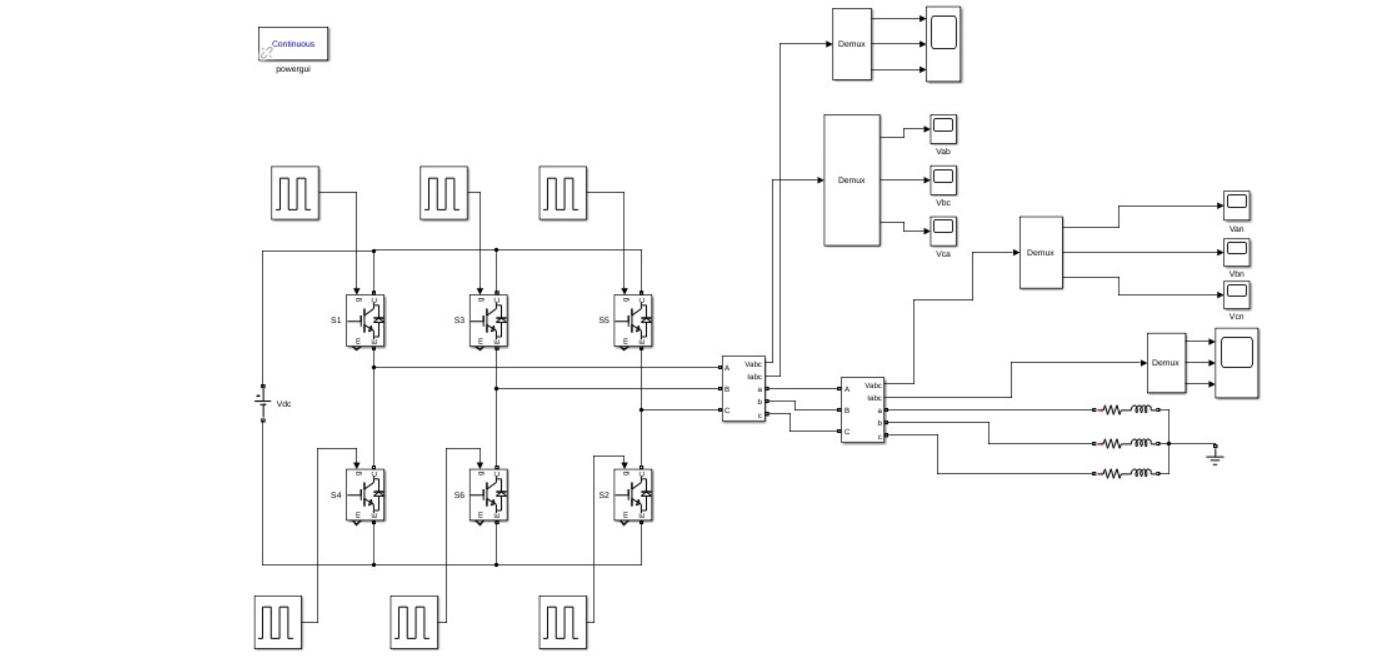 Continuous
powergui
Demux
Demux
Vab
Vbc
Vca
Demux
Van
Vbn
Vcn
Demux
g C
S1
E
m
g C
S3
E
m
g C
S5
E
m
Vdc
+
A
B
C
Vabc
Iabc
a
b
c
A
B
C
Vabc
Iabc
a
b
c
g C
S4
E
m
g C
S6
E
m
g C
S2
E
m